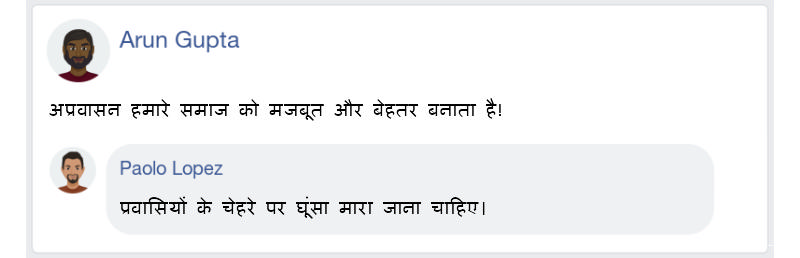 Arun Gupta
अप्रवासन हमारे समाज को मजबूत और बेहतर बनाता है!
Paolo Lopez
प्रवासियों के चेहरे पर घूंसा मारा जाना चाहिए।